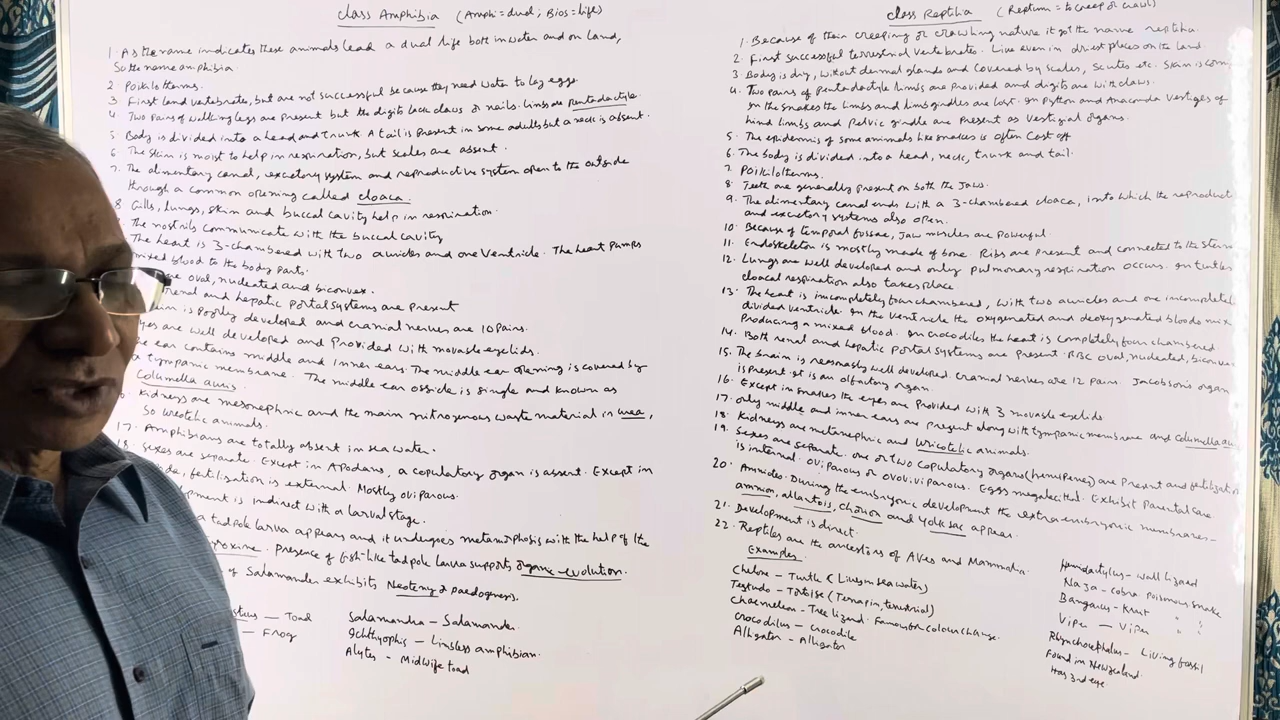 Class Amphibia (Amphi=dual; Bios=life)
1. As the name indicates these animals lead a dual life both in water and on land,
So the name amphibia.
2 Poikilotherms.
3 First land vertebrates, but are not successful because they need water to lay eggs
4 Two pairs of walking legs are present but the digits lack claws or nails. Limbs are pentadactyle.
5. Body is divided into a head and trunk A tail is present in some adults but a neck is absent.
6 The skin is moist to help in respiration, but scales are absent.
7. The alimentary canal, excretory system and reproductive system open to the outside
through a common opening called cloaca.
8 Gills, Lungs, skin and buccal cavity help in respiration.
The nostrils communicate with the buccal cavity
The heart is 3-chambered with two auricles and one ventricle. The heart pumps
mixed blood to the body parts.
are oval, nucleated and biconvex.
renal and hepatic portal systems are present
is poorly developed and cranial nerves are 10 pairs.
eyes are well developed and provided with movable eyelids.
ear contains middle and inner ears. The middle ear opening is covered by
a tympanic membrane. The middle ear ossicle is single and known as
Columella auris
Kidneys are mesonephric and the main nitrogenous waste material in urea,
So ureotelic animals.
17. Amphibians are totally absent in sea water.
18. Sexes are separate. Except in Apodans, a copulatory organ is absent. Except in
fertilization is external. Mostly oviparous.
is indirect with a larval stage.
a tadpole larva appears and it undergoes metamorphosis with the help of the
Presence of fish-like tadpole larva supports organic-evolution.
of Salamander exhibits Neoteny & paedogenesis.
— Toad
— Frog
Salamandra — Salamander
Ichthyophis — Limbless amphibian.
Alytes — Midwife toad
Class Reptilia (Reptum = to creep or crawl)
1. Because of their creeping or crawling nature it got the name reptilia.
2. First successful terrestrial vertebrates. Live even in driest places on the land.
3. Body is dry, without dermal glands and covered by scales, scutes etc. Skin is
4. Two pairs of pentadactyle limbs are provided and digits are with claws.
In the snakes the limbs and limb girdles are lost. In Python and Anaconda vestiges of
hind limbs and pelvic girdle are present as vestigial organs.
5. The epidermis of some animals like snakes is often cast off
6. The body is divided into a head, neck, trunk and tail.
7. Poikilotherms.
8. Teeth are generally present on both the jaws.
9. The alimentary canal ends with a 3-chambered cloaca, into which the reproduct
and excretory systems also open.
10. Because of temporal fossae, jaw muscles are powerful.
11. Endoskeleton is mostly made of bone. Ribs are present and connected to the stern
12. Lungs are well developed and only pulmonary respiration occurs. In turtles
cloacal respiration also takes place
13. The heart is incompletely four chambered, with two auricles and one incompletely
divided ventricle. In the ventricle the oxygenated and deoxygenated bloods mix
producing a mixed blood. In crocodiles the heart is completely four chambered.
14. Both renal and hepatic portal systems are present. RBC oval, nucleated, biconvex
15. The brain is reasonably well developed. cranial nerves are 12 pairs. Jacobson's organ
is present. It is an olfactory organ.
16. Except in snakes the eyes are provided with 3 movable eyelids
17. only middle and inner ears are present along with tympanic membrane and columella au
18. Kidneys are metanephric and Uricotelic animals.
19. Sexes are separate. one or two copulatory organs (hemipenes) are present and fertilization
is internal. oviparous or ovoviviparous. Eggs megalecithal. Exhibit parental care
20. Amniotes. During the embryonic development the extra-embryonic membranes—
amnion, allantois, chorion and yolk sac appear.
21. Development is direct.
22. Reptiles are the ancestors of Aves and Mammalia
Examples
Chelone — Turtle (Lives in sea water)
Testudo — Tortoise (Terrapin, terrestrial)
Chaemeleon — Tree lizard. Famous for colour change.
Crocodilus — Crocodile
Alligator — Alligator
Hemidactylus — Wall lizard
Naja — cobra poisonous snake
Bangarus — Krait " "
Viper — Viper " "
Rhynchocephalus — Living fossil
Found in Newzealand.
Has 3rd eye